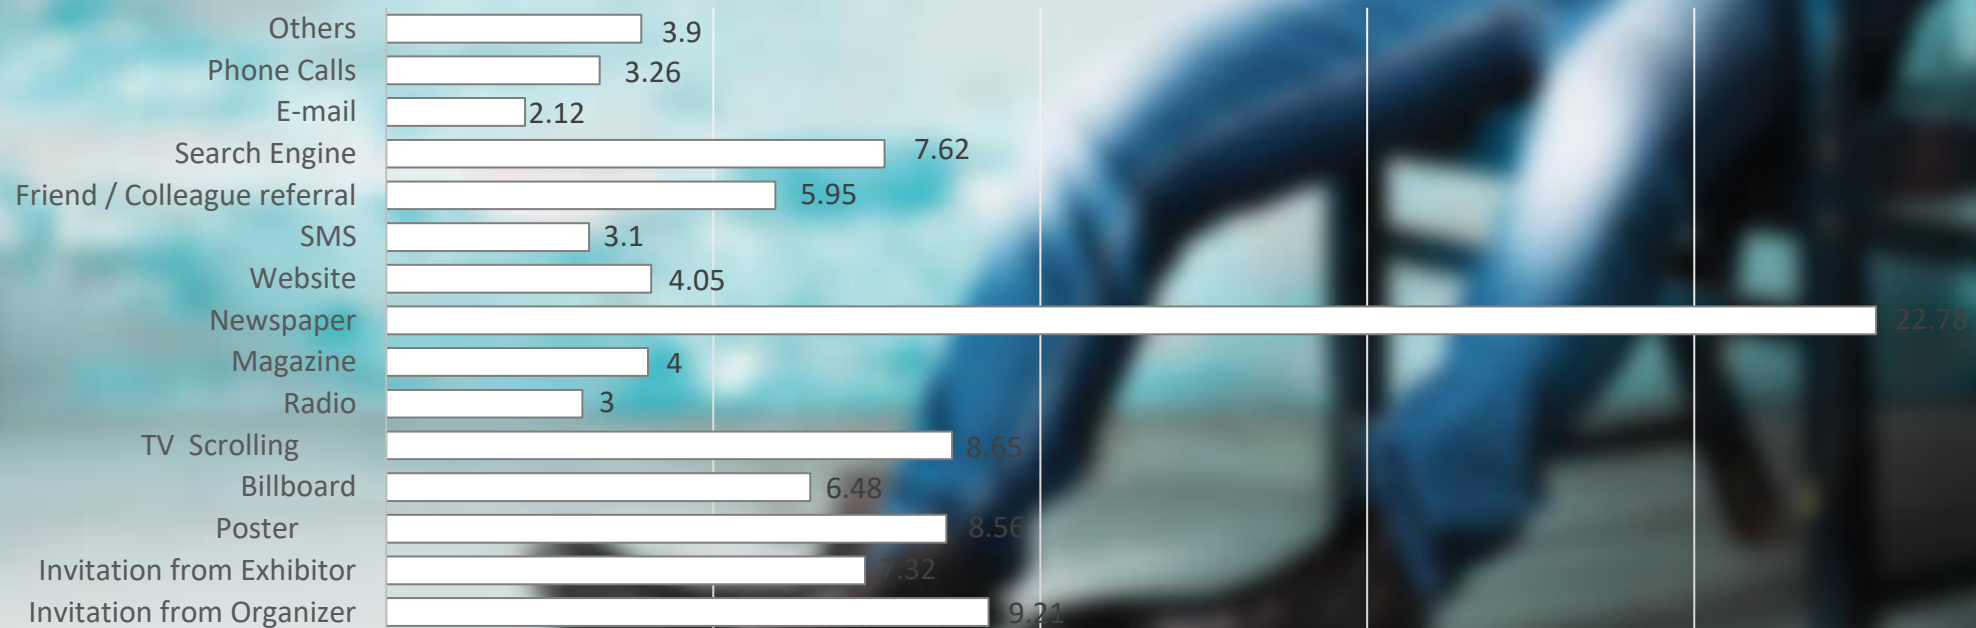 Others 3.9
Phone Calls 3.26
E-mail 2.12
Search Engine 7.62
Friend / Colleague referral 5.95
SMS 3.1
Website 4.05
Newspaper 22.78
Magazine 4
Radio 3
TV Scrolling 8.65
Billboard 6.48
Poster 8.56
Invitation from Exhibitor 7.32
Invitation from Organizer 9.21